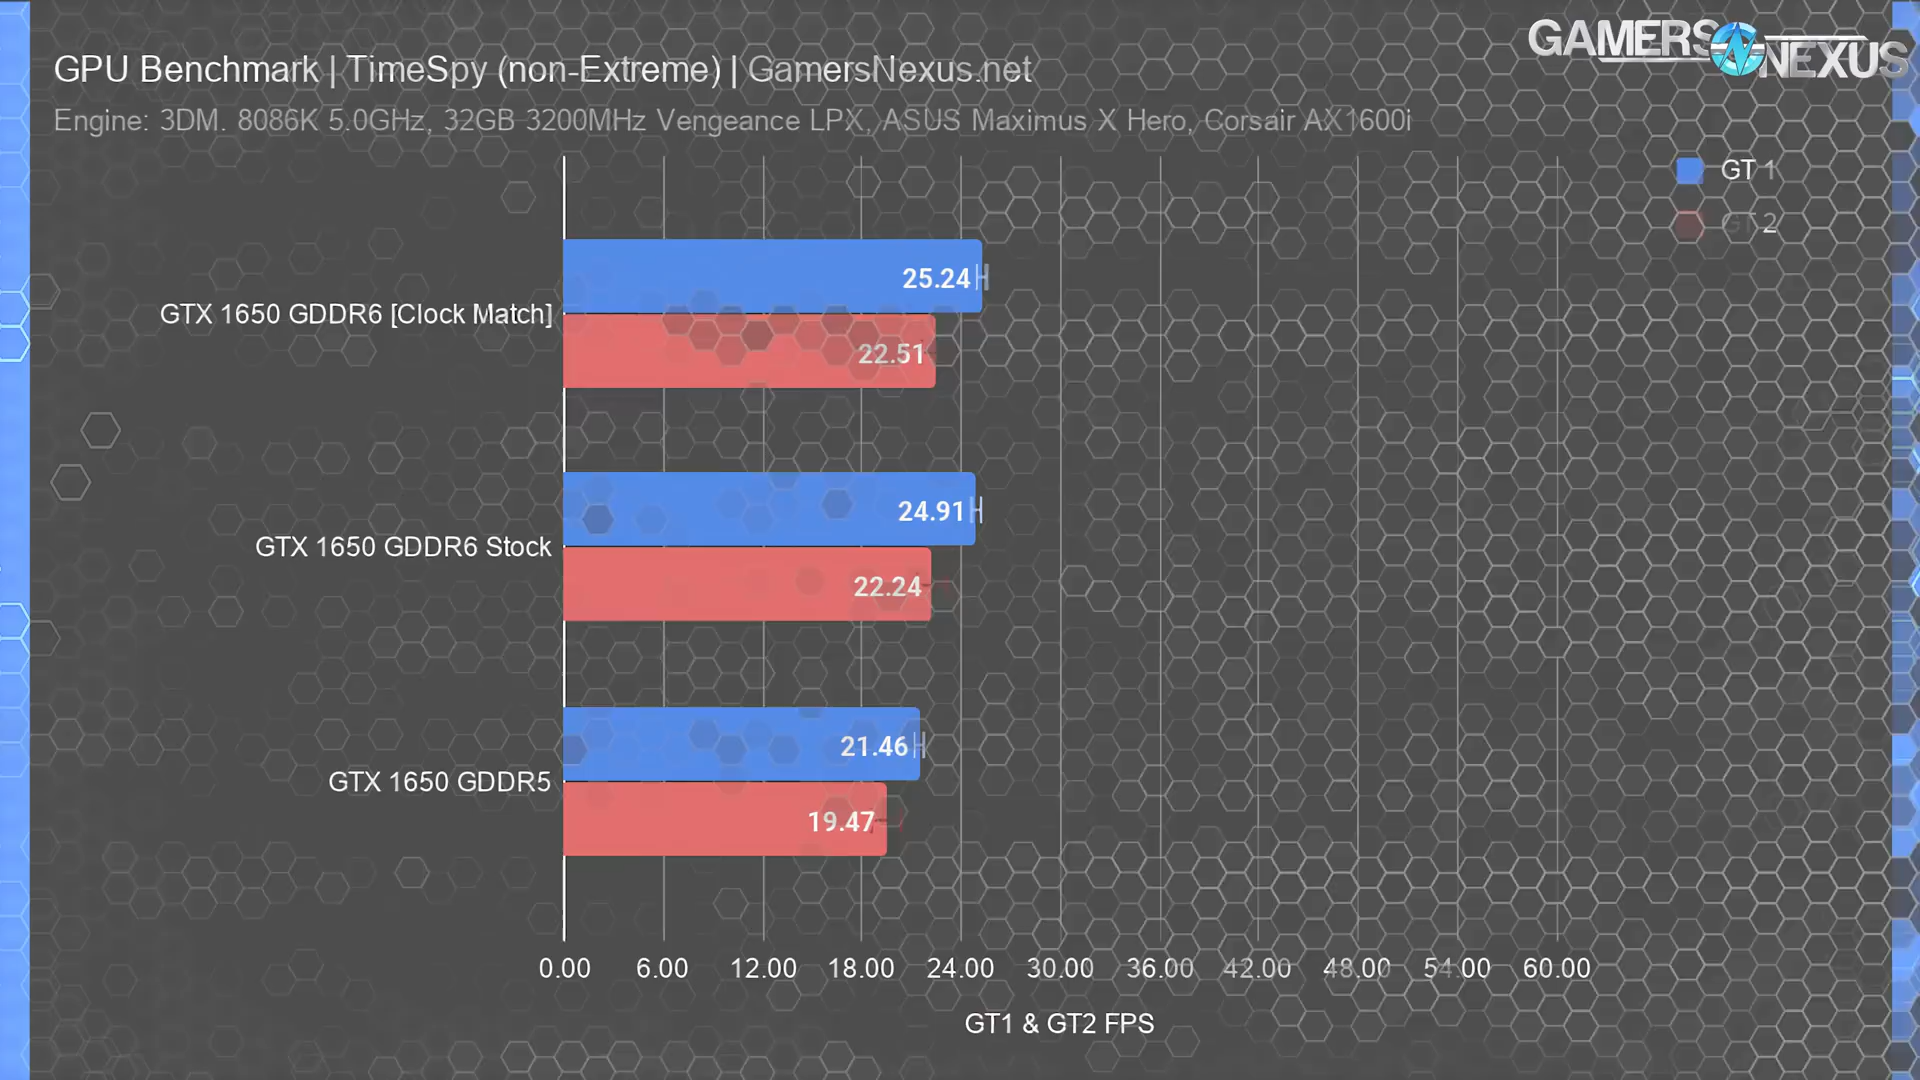 GAMERS NEXUS
GPU Benchmark | TimeSpy (non-Extreme) | GamersNexus.net
Engine: 3DM. 8086K 5.0GHz, 32GB 3200MHz Vengeance LPX, ASUS Maximus X Hero, Corsair AX1600i
GT 1
GT 2
GTX 1650 GDDR6 [Clock Match]
25.24
22.51
GTX 1650 GDDR6 Stock
24.91
22.24
GTX 1650 GDDR5
21.46
19.47
0.00 6.00 12.00 18.00 24.00 30.00 36.00 42.00 48.00 54.00 60.00
GT1 & GT2 FPS